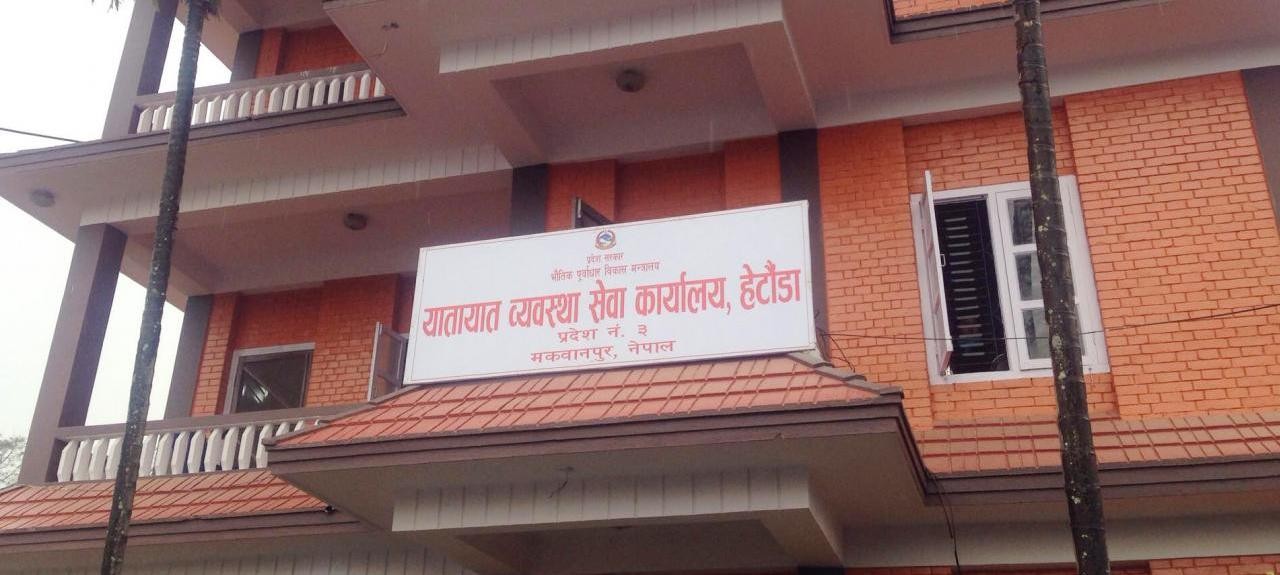 प्रदेश सरकार
भौतिक पूर्वाधार विकास मन्त्रालय
यातायात व्यवस्था सेवा कार्यालय, हेटौंडा
प्रदेश नं. ३
मकवानपुर, नेपाल